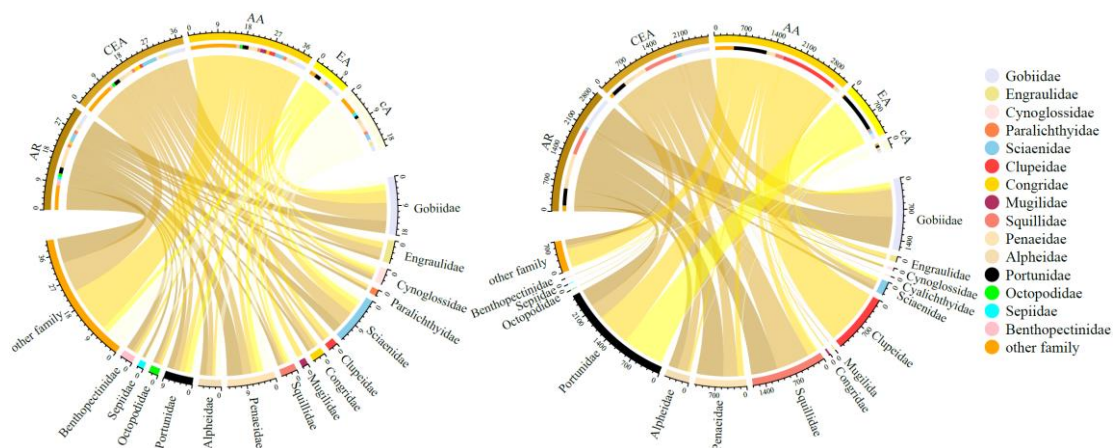 AR
CEA
AA
EA
cA
Gobiidae
Engraulidae
Cynoglossidae
Paralichthyidae
Sciaenidae
Clupeidae
Congridae
Mugilidae
Squillidae
Penaeidae
Alpheidae
Portunidae
Octopodidae
Sepiidae
Benthopectinidae
other family
AR
CEA
AA
EA
cA
Gobiidae
Engraulidae
Cynoglossidae
Cyalichthyidae
Sciaenidae
Clupeidae
Mugilida
Congridae
Squillidae
Penaeidae
Alpheidae
Portunidae
Octopodidae
Sepiidae
Benthopectinidae
other family
Gobiidae
Engraulidae
Cynoglossidae
Paralichthyidae
Sciaenidae
Clupeidae
Congridae
Mugilidae
Squillidae
Penaeidae
Alpheidae
Portunidae
Octopodidae
Sepiidae
Benthopectinidae
other family